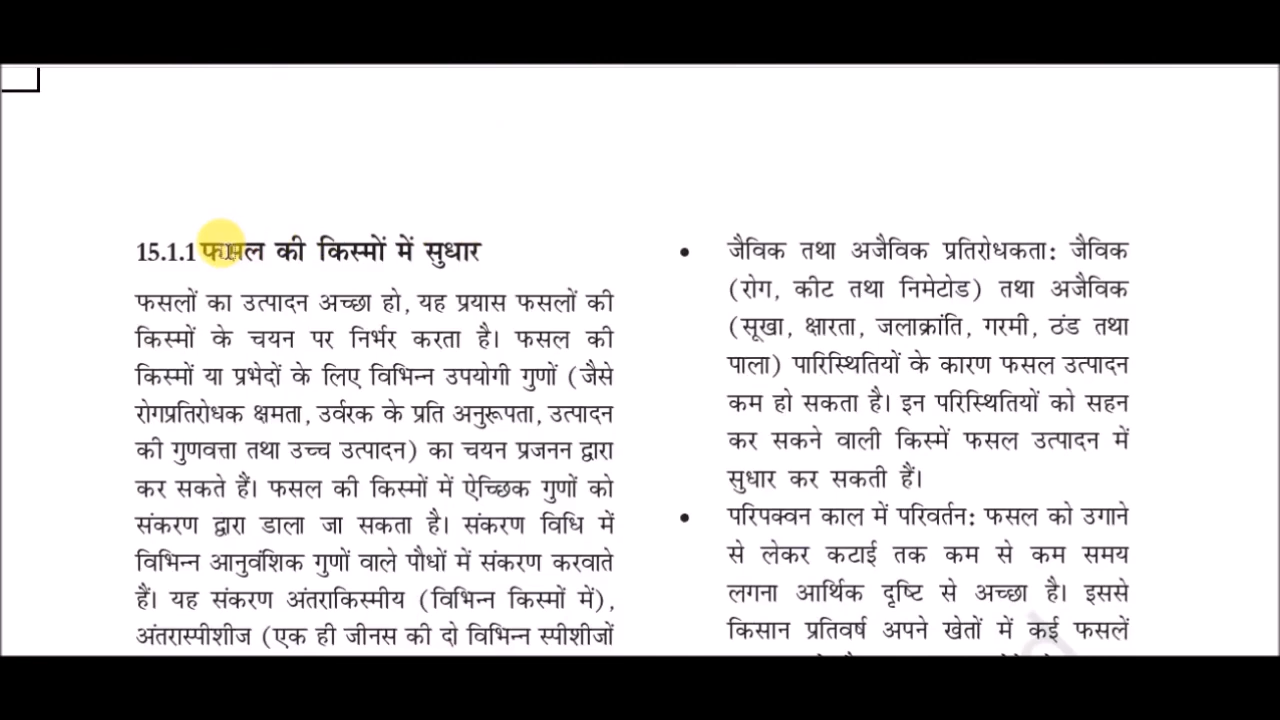 15.1.1 फसल की किस्मों में सुधार
फसलों का उत्पादन अच्छा हो, यह प्रयास फसलों की
किस्मों के चयन पर निर्भर करता है। फसल की
किस्मों या प्रभेदों के लिए विभिन्न उपयोगी गुणों (जैसे
रोगप्रतिरोधक क्षमता, उर्वरक के प्रति अनुरूपता, उत्पादन
की गुणवत्ता तथा उच्च उत्पादन) का चयन प्रजनन द्वारा
कर सकते हैं। फसल की किस्मों में ऐच्छिक गुणों को
संकरण द्वारा डाला जा सकता है। संकरण विधि में
विभिन्न आनुवंशिक गुणों वाले पौधों में संकरण करवाते
हैं। यह संकरण अंतराकिस्मीय (विभिन्न किस्मों में),
अंतरास्पीशीज (एक ही जीनस की दो विभिन्न स्पीशीजों
• जैविक तथा अजैविक प्रतिरोधकता: जैविक
(रोग, कीट तथा निमेटोड) तथा अजैविक
(सूखा, क्षारता, जलाक्रांति, गरमी, ठंड तथा
पाला) पारिस्थितियों के कारण फसल उत्पादन
कम हो सकता है। इन परिस्थितियों को सहन
कर सकने वाली किस्में फसल उत्पादन में
सुधार कर सकती हैं।
• परिपक्वन काल में परिवर्तन: फसल को उगाने
से लेकर कटाई तक कम से कम समय
लगना आर्थिक दृष्टि से अच्छा है। इससे
किसान प्रतिवर्ष अपने खेतों में कई फसलें